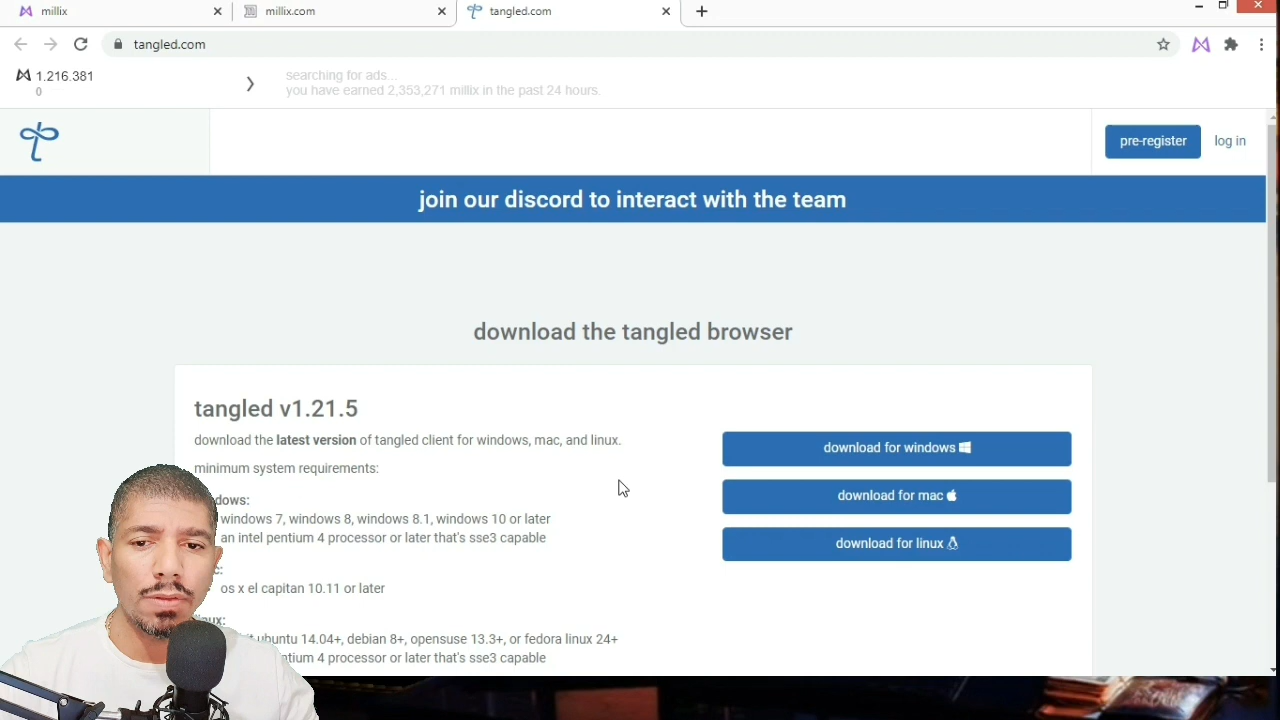 millix
millix.com
tangled.com
tangled.com
1.216.381
0
searching for ads...
you have earned 2,353,271 millix in the past 24 hours.
pre-register
log in
join our discord to interact with the team
download the tangled browser
tangled v1.21.5
download the latest version of tangled client for windows, mac, and linux.
minimum system requirements:
windows 7, windows 8, windows 8.1, windows 10 or later
an intel pentium 4 processor or later that's sse3 capable
os x el capitan 10.11 or later
ubuntu 14.04+, debian 8+, opensuse 13.3+, or fedora linux 24+
4 processor or later that's sse3 capable
download for windows
download for mac
download for linux